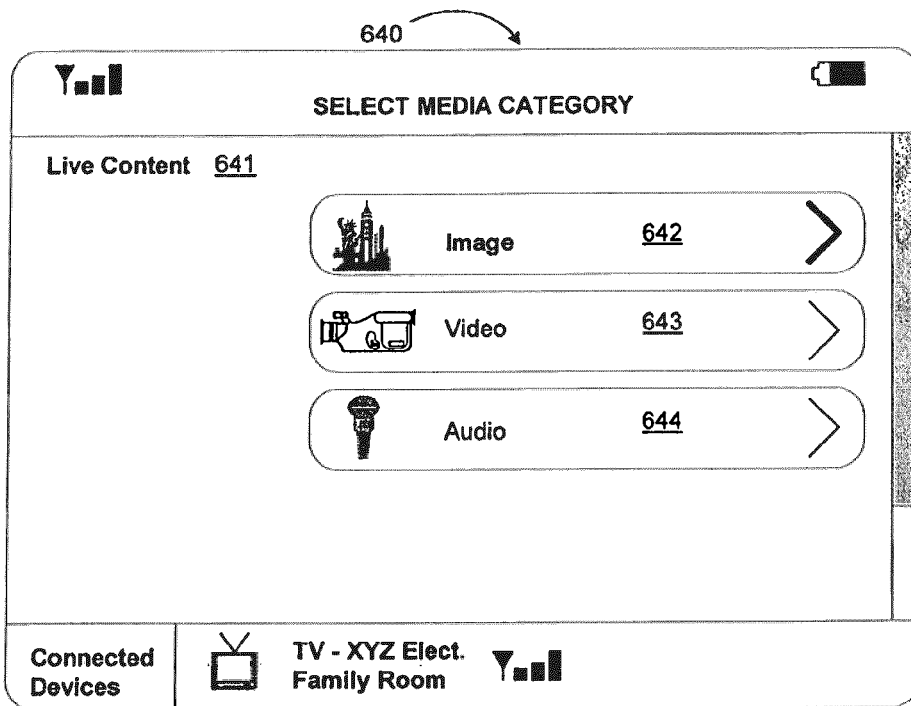 640
SELECT MEDIA CATEGORY
Live Content 641
Image 642
Video 643
Audio 644
Connected
Devices
TV - XYZ Elect.
Family Room